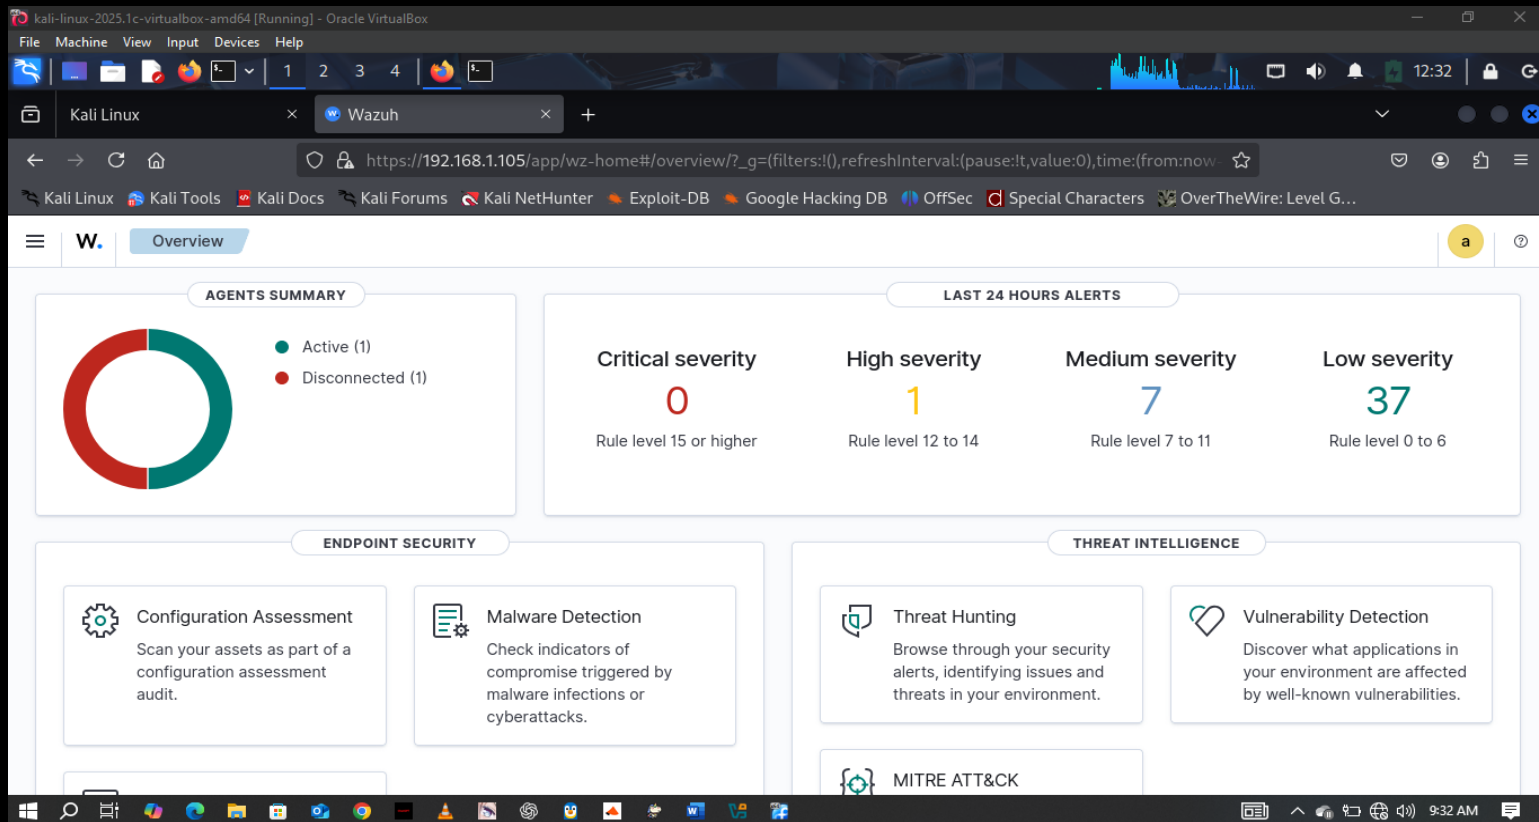 kali-linux-2025.1c-virtualbox-amd64 [Running] - Oracle VirtualBox
File Machine View Input Devices Help
1 2 3 4
12:32
Kali Linux
Wazuh
https://192.168.1.105/app/wz-home#/overview/?_g=(filters:!(),refreshInterval:(pause:!t,value:0),time:(from:now-
Kali Linux Kali Tools Kali Docs Kali Forums Kali NetHunter Exploit-DB Google Hacking DB OffSec Special Characters OverTheWire: Level G…
W. Overview a
AGENTS SUMMARY
Active (1)
Disconnected (1)
LAST 24 HOURS ALERTS
Critical severity
0
Rule level 15 or higher
High severity
1
Rule level 12 to 14
Medium severity
7
Rule level 7 to 11
Low severity
37
Rule level 0 to 6
ENDPOINT SECURITY
Configuration Assessment
Scan your assets as part of a
configuration assessment
audit.
Malware Detection
Check indicators of
compromise triggered by
malware infections or
cyberattacks.
THREAT INTELLIGENCE
Threat Hunting
Browse through your security
alerts, identifying issues and
threats in your environment.
Vulnerability Detection
Discover what applications in
your environment are affected
by well-known vulnerabilities.
MITRE ATT&CK
9:32 AM